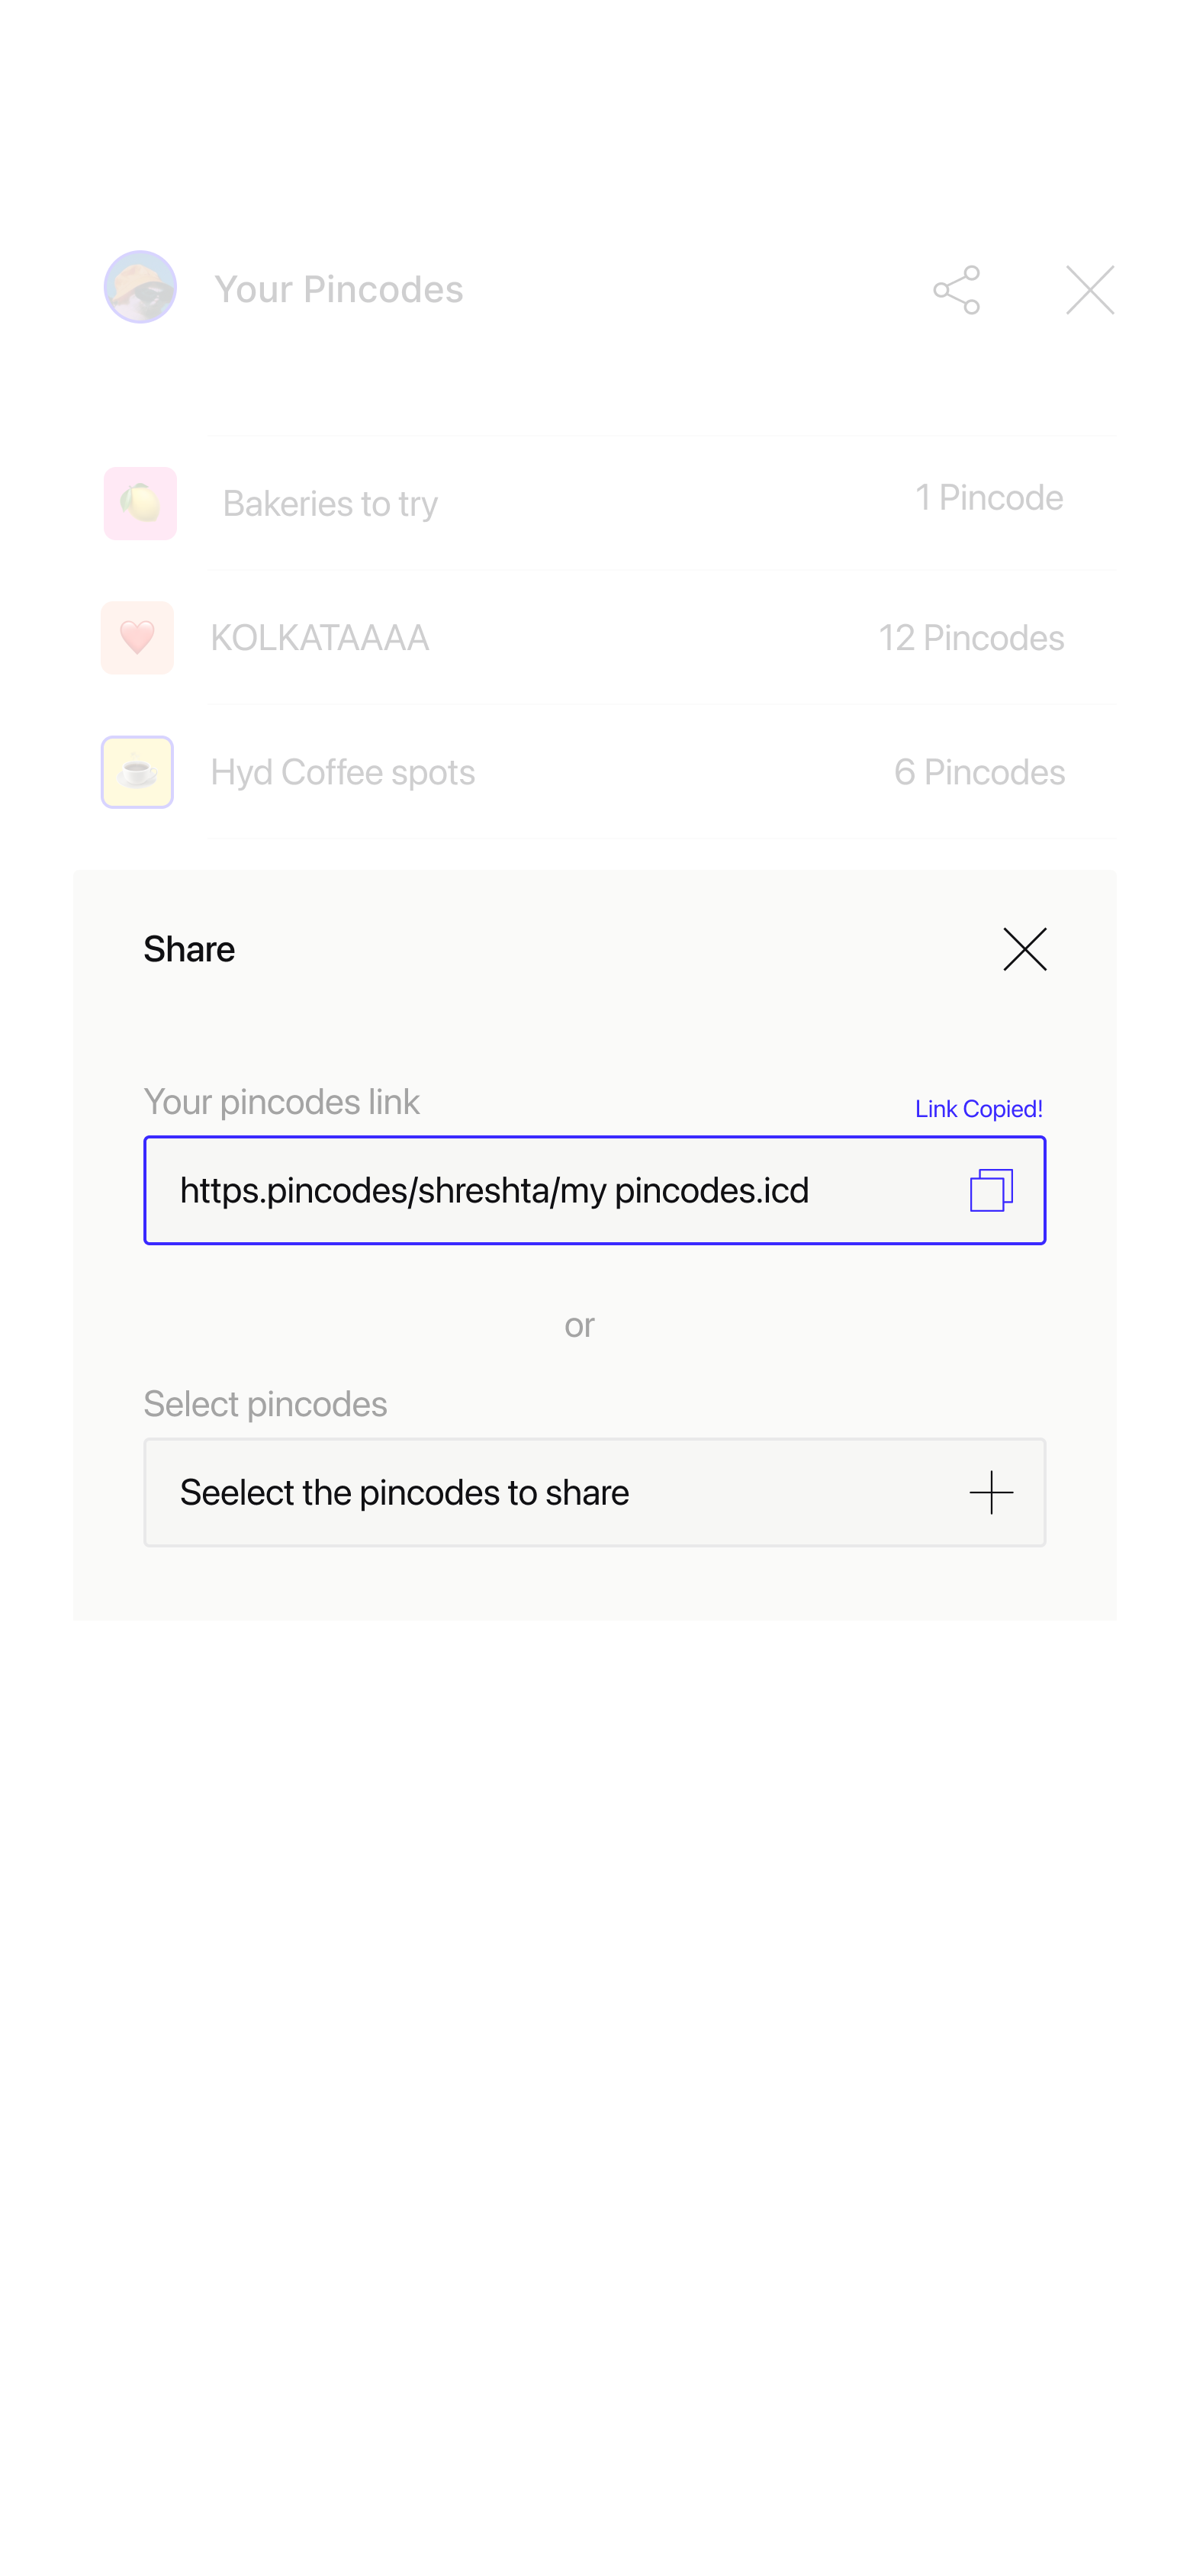 Your Pincodes
Bakeries to try
1 Pincode
KOLKATAAAA
12 Pincodes
Hyd Coffee spots
6 Pincodes
Share
Your pincodes link
Link Copied!
https.pincodes/shreshta/my pincodes.icd
or
Select pincodes
Seelect the pincodes to share